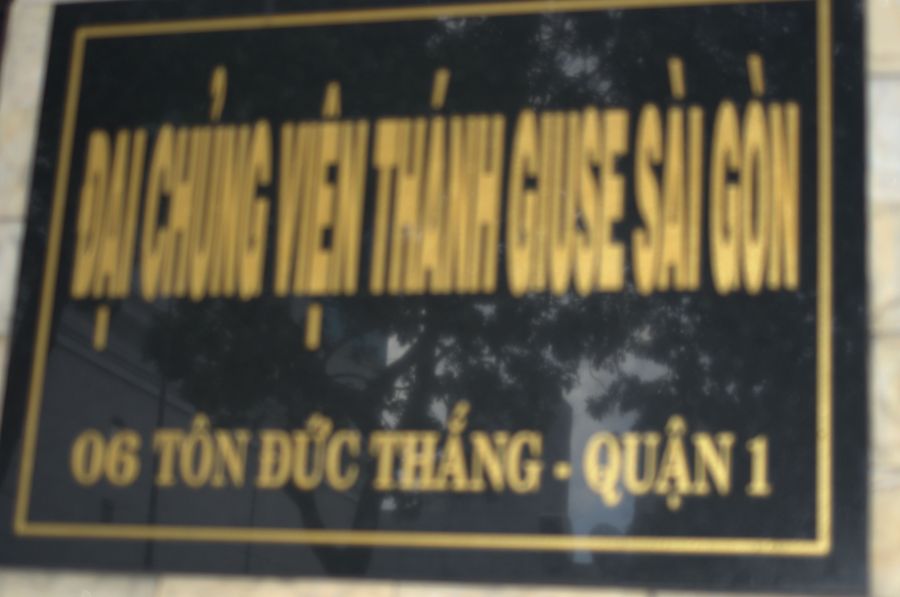 ĐẠI CHỦNG VIỆN THÁNH GIUSE SÀI GÒN
06 TÔN ĐỨC THẮNG - QUẬN 1